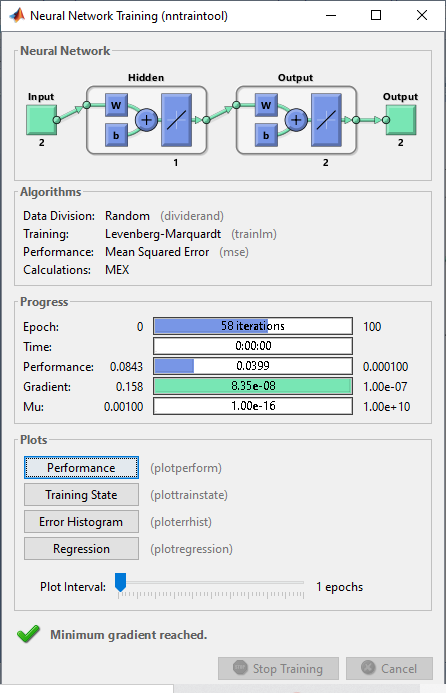 Neural Network Training (nntraintool)
Neural Network
Hidden Output
Input Output
W W
b b
+ +
2 2
1 2
Algorithms
Data Division: Random (dividerand)
Training: Levenberg-Marquardt (trainlm)
Performance: Mean Squared Error (mse)
Calculations: MEX
Progress
Epoch: 0 58 iterations 100
Time: 0:00:00
Performance: 0.0843 0.0399 0.000100
Gradient: 0.158 8.35e-08 1.00e-07
Mu: 0.00100 1.00e-16 1.00e+10
Plots
Performance (plotperform)
Training State (plottrainstate)
Error Histogram (ploterrhist)
Regression (plotregression)
Plot Interval: 1 epochs
Minimum gradient reached.
Stop Training Cancel